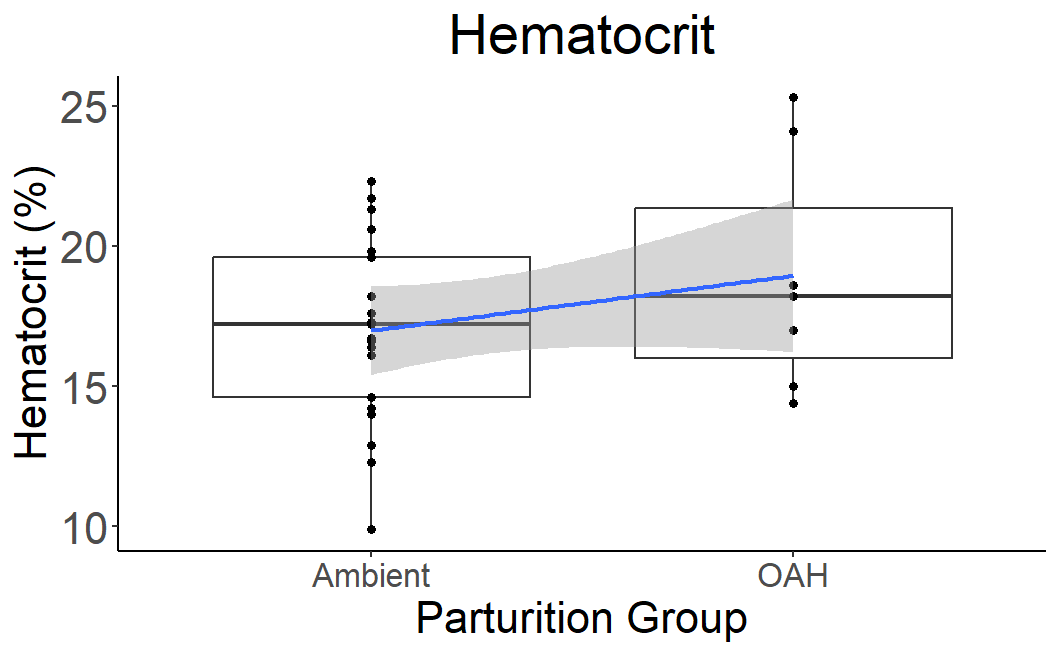 Hematocrit
Hematocrit (%)
25
20
15
10
Ambient
OAH
Parturition Group